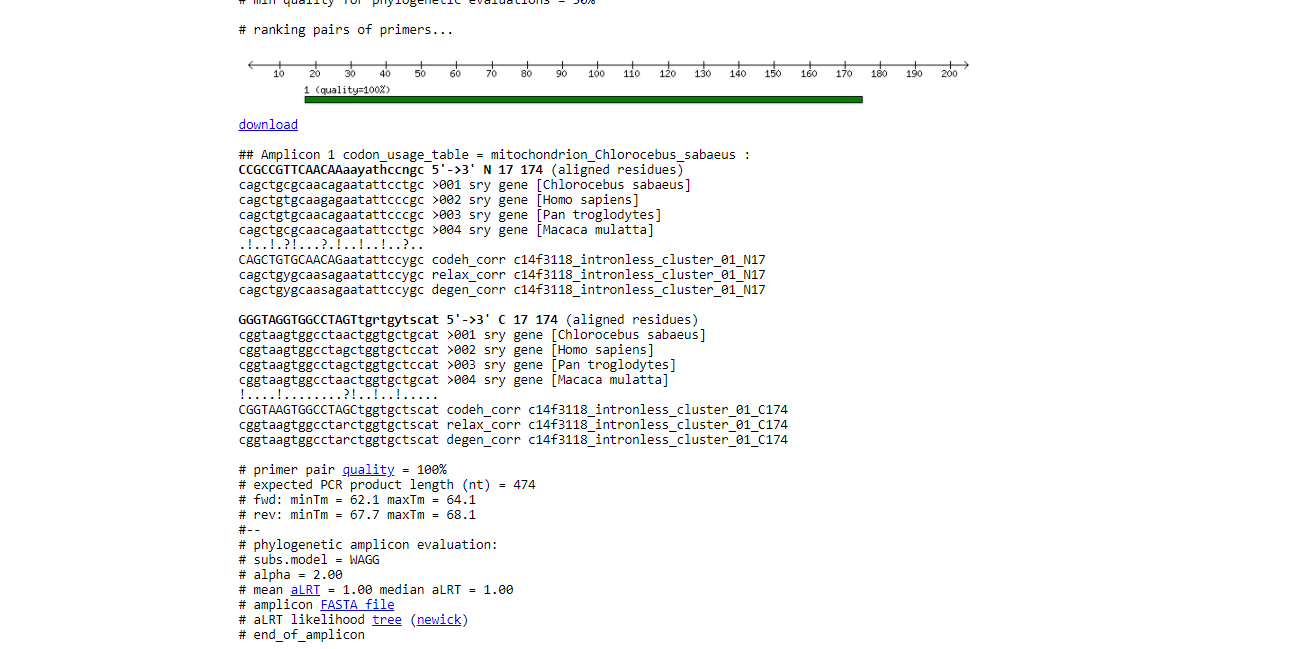 # min quality for phylogenetic evaluations = 50%
# ranking pairs of primers...
10 20 30 40 50 60 70 80 90 100 110 120 130 140 150 160 170 180 190 200
1 (quality=100%)
download
## Amplicon 1 codon_usage_table = mitochondrion_Chlorocebus_sabaeus :
CCGCCGTTCAACAAaayathccngc 5'->3' N 17 174 (aligned residues)
cagctgcgcaacagaatattcctgc >001 sry gene [Chlorocebus sabaeus]
cagctgtgcaagagaatattcccgc >002 sry gene [Homo sapiens]
cagctgtgcaacagaatattcccgc >003 sry gene [Pan troglodytes]
cagctgcgcaacagaatattcctgc >004 sry gene [Macaca mulatta]
.!..!.?!...?.!..!..!..?..
CAGCTGTGCAACAGaatattccygc codeh_corr c14f3118_intronless_cluster_01_N17
cagctgygcaasagaatattccygc relax_corr c14f3118_intronless_cluster_01_N17
cagctgygcaasagaatattccygc degen_corr c14f3118_intronless_cluster_01_N17
GGGTAGGTGGCCTAGTtgrtgytscat 5'->3' C 17 174 (aligned residues)
cggtaagtggcctaactggtgctgcat >001 sry gene [Chlorocebus sabaeus]
cggtaagtggcctagctggtgctccat >002 sry gene [Homo sapiens]
cggtaagtggcctagctggtgctccat >003 sry gene [Pan troglodytes]
cggtaagtggcctaactggtgctgcat >004 sry gene [Macaca mulatta]
!....!........?!..!..!.....
CGGTAAGTGGCCTAGCtggtgctscat codeh_corr c14f3118_intronless_cluster_01_C174
cggtaagtggcctarctggtgctscat relax_corr c14f3118_intronless_cluster_01_C174
cggtaagtggcctarctggtgctscat degen_corr c14f3118_intronless_cluster_01_C174
# primer pair quality = 100%
# expected PCR product length (nt) = 474
# fwd: minTm = 62.1 maxTm = 64.1
# rev: minTm = 67.7 maxTm = 68.1
#--
# phylogenetic amplicon evaluation:
# subs.model = WAGG
# alpha = 2.00
# mean aLRT = 1.00 median aLRT = 1.00
# amplicon FASTA file
# aLRT likelihood tree (newick)
# end_of_amplicon